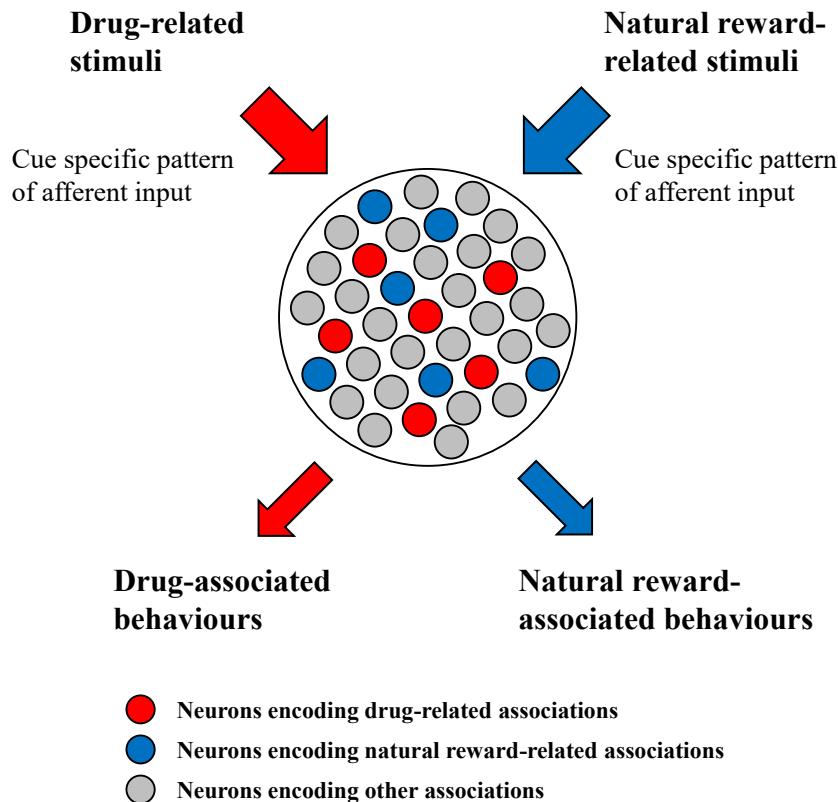 Drug-related
stimuli
Natural reward-
related stimuli
Cue specific pattern
of afferent input
Cue specific pattern
of afferent input
Drug-associated
behaviours
Natural reward-
associated behaviours
Neurons encoding drug-related associations
Neurons encoding natural reward-related associations
Neurons encoding other associations